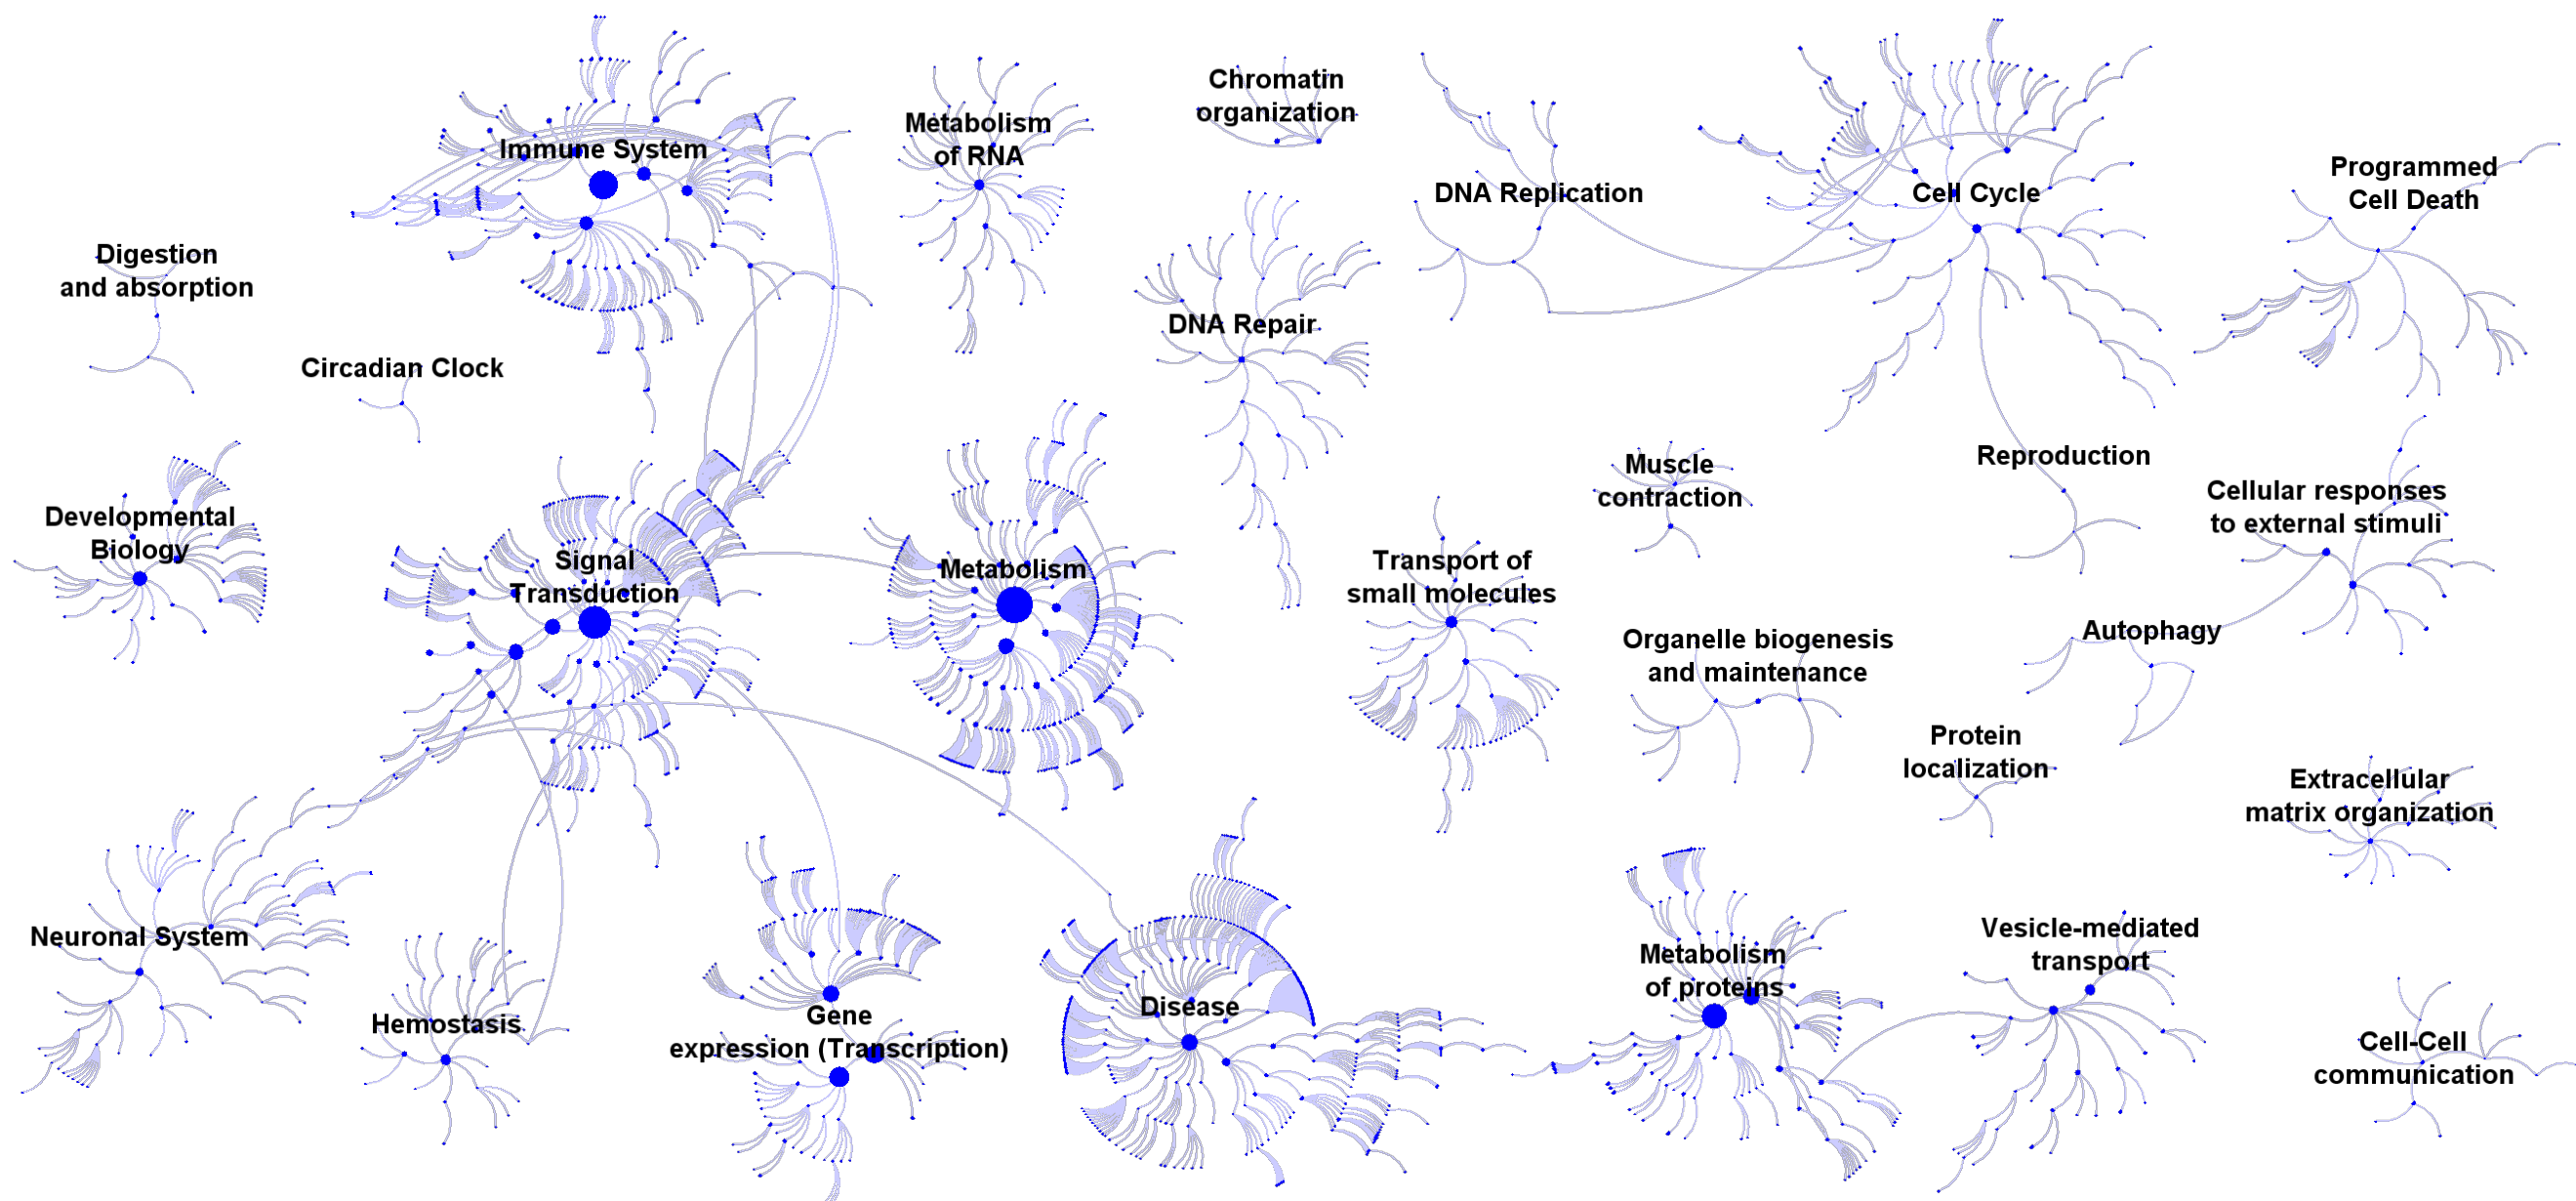 Chromatin
organization
Metabolism
of RNA
Immune System
DNA Replication
Cell Cycle
Programmed
Cell Death
Digestion
and absorption
DNA Repair
Circadian Clock
Muscle
contraction
Reproduction
Cellular responses
to external stimuli
Developmental
Biology
Signal
Transduction
Metabolism
Transport of
small molecules
Organelle biogenesis
and maintenance
Autophagy
Protein
localization
Extracellular
matrix organization
Neuronal System
Hemostasis
Gene
expression (Transcription)
Disease
Metabolism
of proteins
Vesicle-mediated
transport
Cell-Cell
communication